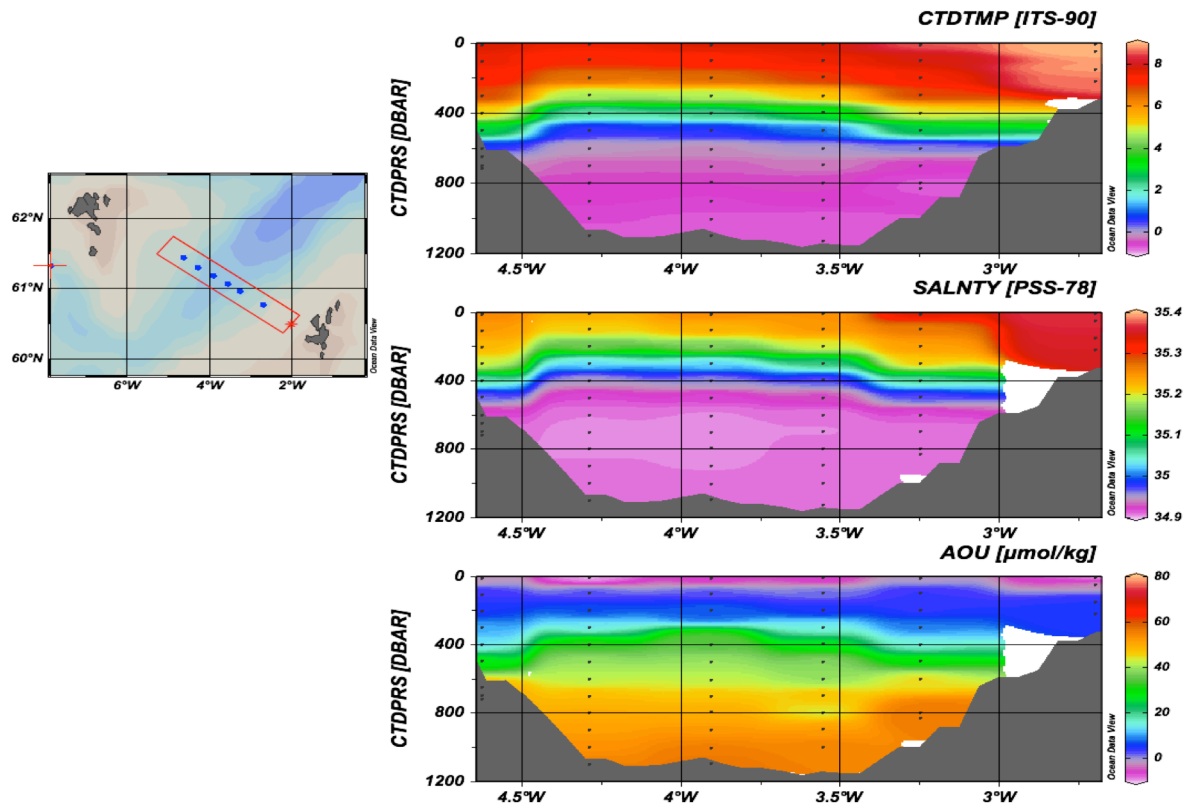 CTDTMP [ITS-90]
0
400
800
1200
CTDPRS [DBAR]
4.5°W
4°W
3.5°W
3°W
Ocean Data View
8
6
4
2
0
62°N
61°N
60°N
6°W
4°W
2°W
Ocean Data View
SALNTY [PSS-78]
0
400
800
1200
CTDPRS [DBAR]
4.5°W
4°W
3.5°W
3°W
Ocean Data View
35.4
35.3
35.2
35.1
35
34.9
AOU [µmol/kg]
0
400
800
1200
CTDPRS [DBAR]
4.5°W
4°W
3.5°W
3°W
Ocean Data View
80
60
40
20
0